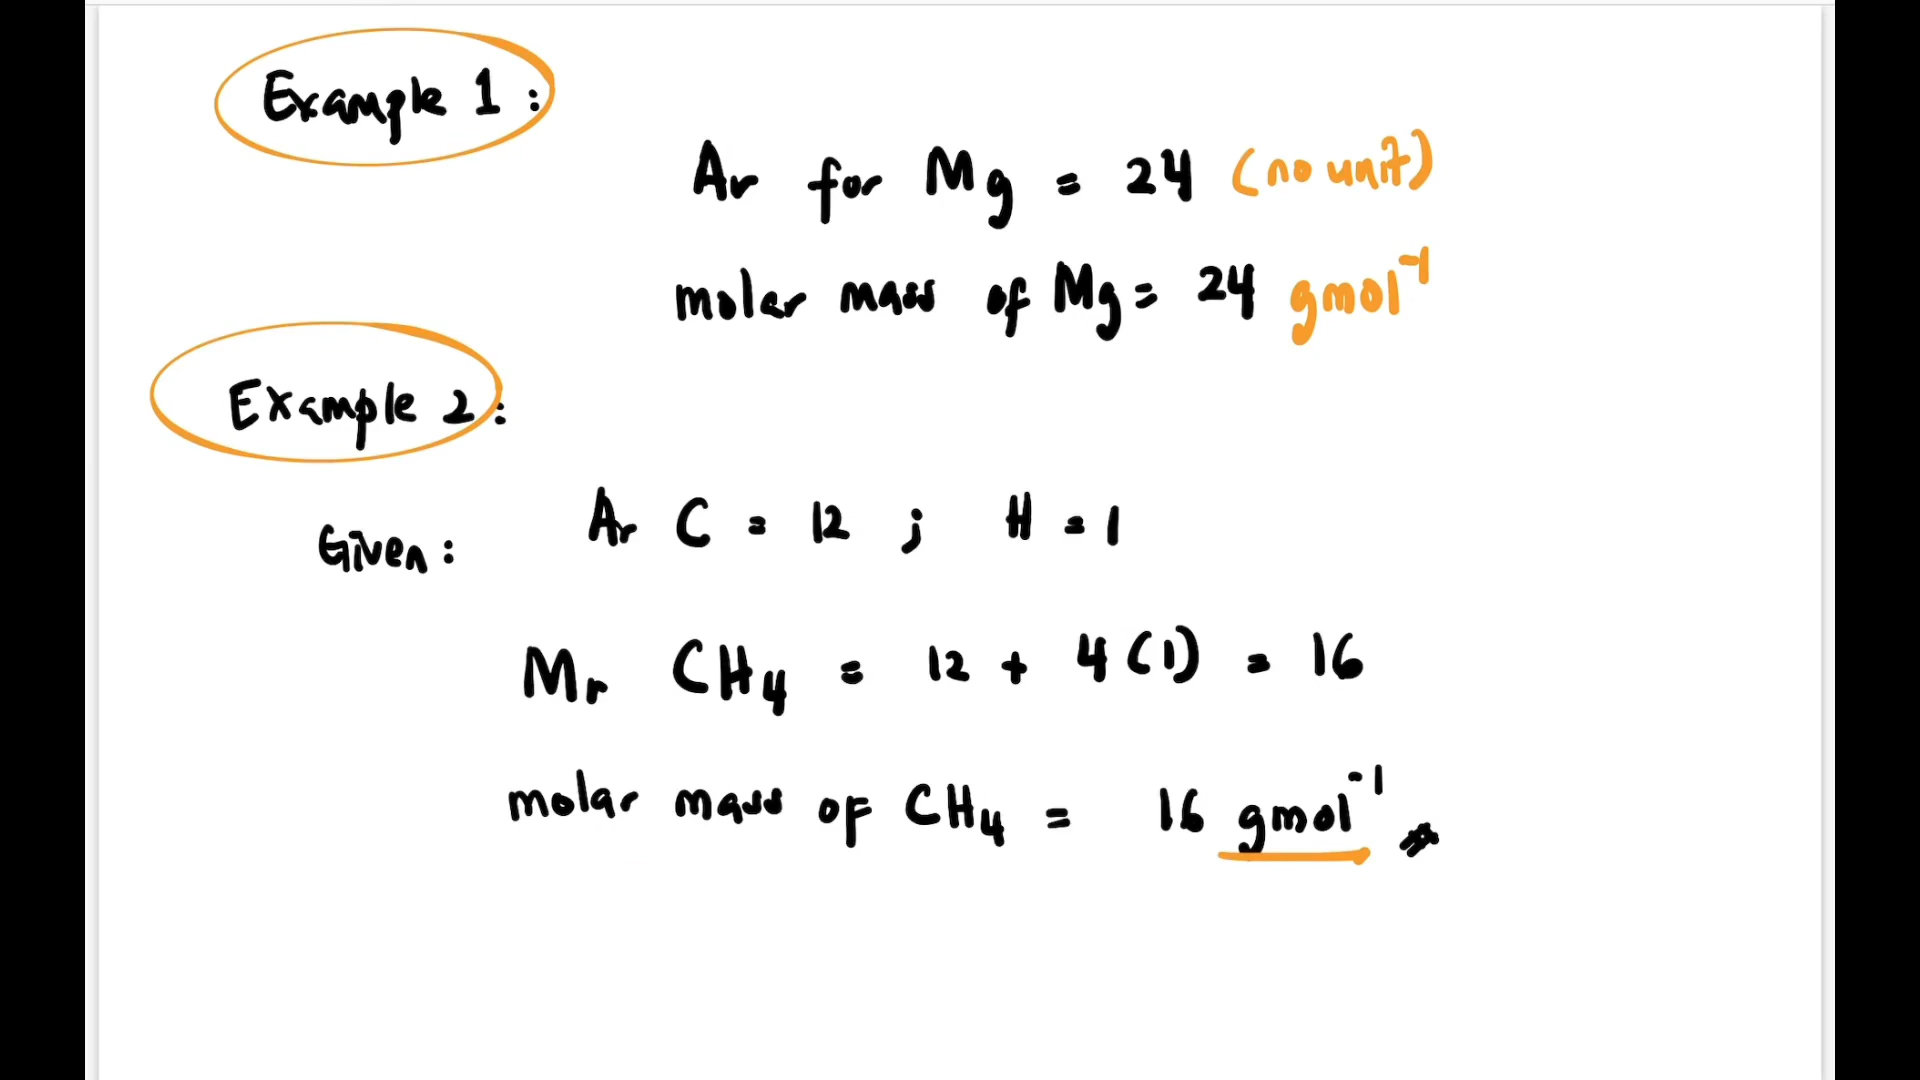 Example 1:
Ar for Mg = 24 (no unit)
molar mass of Mg = 24 gmol⁻¹
Example 2:
Given: Ar C = 12 ; H = 1
Mr CH₄ = 12 + 4(1) = 16
molar mass of CH₄ = 16 gmol⁻¹